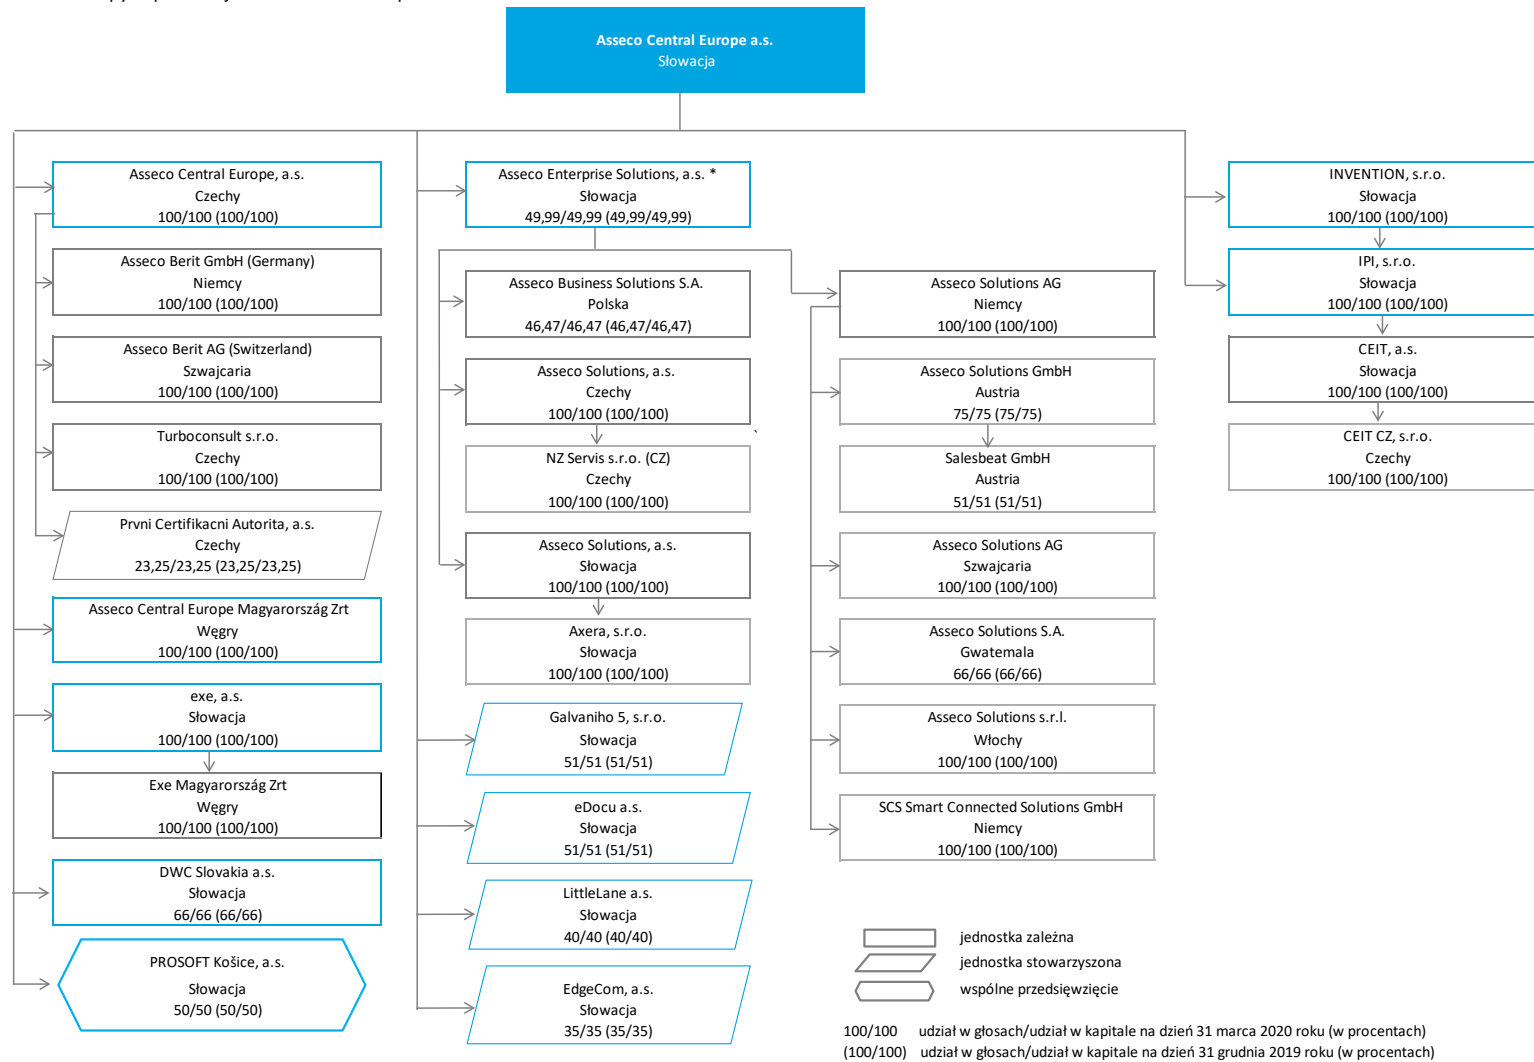 Asseco Central Europe a.s.
Słowacja
Asseco Central Europe, a.s.
Czechy
100/100 (100/100)
Asseco Berit GmbH (Germany)
Niemcy
100/100 (100/100)
Asseco Berit AG (Switzerland)
Szwajcaria
100/100 (100/100)
Turboconsult s.r.o.
Czechy
100/100 (100/100)
Prvni Certifikacni Autorita, a.s.
Czechy
23,25/23,25 (23,25/23,25)
Asseco Central Europe Magyarország Zrt
Węgry
100/100 (100/100)
exe, a.s.
Słowacja
100/100 (100/100)
Exe Magyarország Zrt
Węgry
100/100 (100/100)
DWC Slovakia a.s.
Słowacja
66/66 (66/66)
PROSOFT Košice, a.s.
Słowacja
50/50 (50/50)
Asseco Enterprise Solutions, a.s. *
Słowacja
49,99/49,99 (49,99/49,99)
Asseco Business Solutions S.A.
Polska
46,47/46,47 (46,47/46,47)
Asseco Solutions, a.s.
Czechy
100/100 (100/100)
NZ Servis s.r.o. (CZ)
Czechy
100/100 (100/100)
Asseco Solutions, a.s.
Słowacja
100/100 (100/100)
Axera, s.r.o.
Słowacja
100/100 (100/100)
Galvaniho 5, s.r.o.
Słowacja
51/51 (51/51)
eDocu a.s.
Słowacja
51/51 (51/51)
LittleLane a.s.
Słowacja
40/40 (40/40)
EdgeCom, a.s.
Słowacja
35/35 (35/35)
Asseco Solutions AG
Niemcy
100/100 (100/100)
Asseco Solutions GmbH
Austria
75/75 (75/75)
Salesbeat GmbH
Austria
51/51 (51/51)
Asseco Solutions AG
Szwajcaria
100/100 (100/100)
Asseco Solutions S.A.
Gwatemala
66/66 (66/66)
Asseco Solutions s.r.l.
Włochy
100/100 (100/100)
SCS Smart Connected Solutions GmbH
Niemcy
100/100 (100/100)
INVENTION, s.r.o.
Słowacja
100/100 (100/100)
IPI, s.r.o.
Słowacja
100/100 (100/100)
CEIT, a.s.
Słowacja
100/100 (100/100)
CEIT CZ, s.r.o.
Czechy
100/100 (100/100)
jednostka zależna
jednostka stowarzyszona
wspólne przedsięwzięcie
100/100 udział w głosach/udział w kapitale na dzień 31 marca 2020 roku (w procentach)
(100/100) udział w głosach/udział w kapitale na dzień 31 grudnia 2019 roku (w procentach)